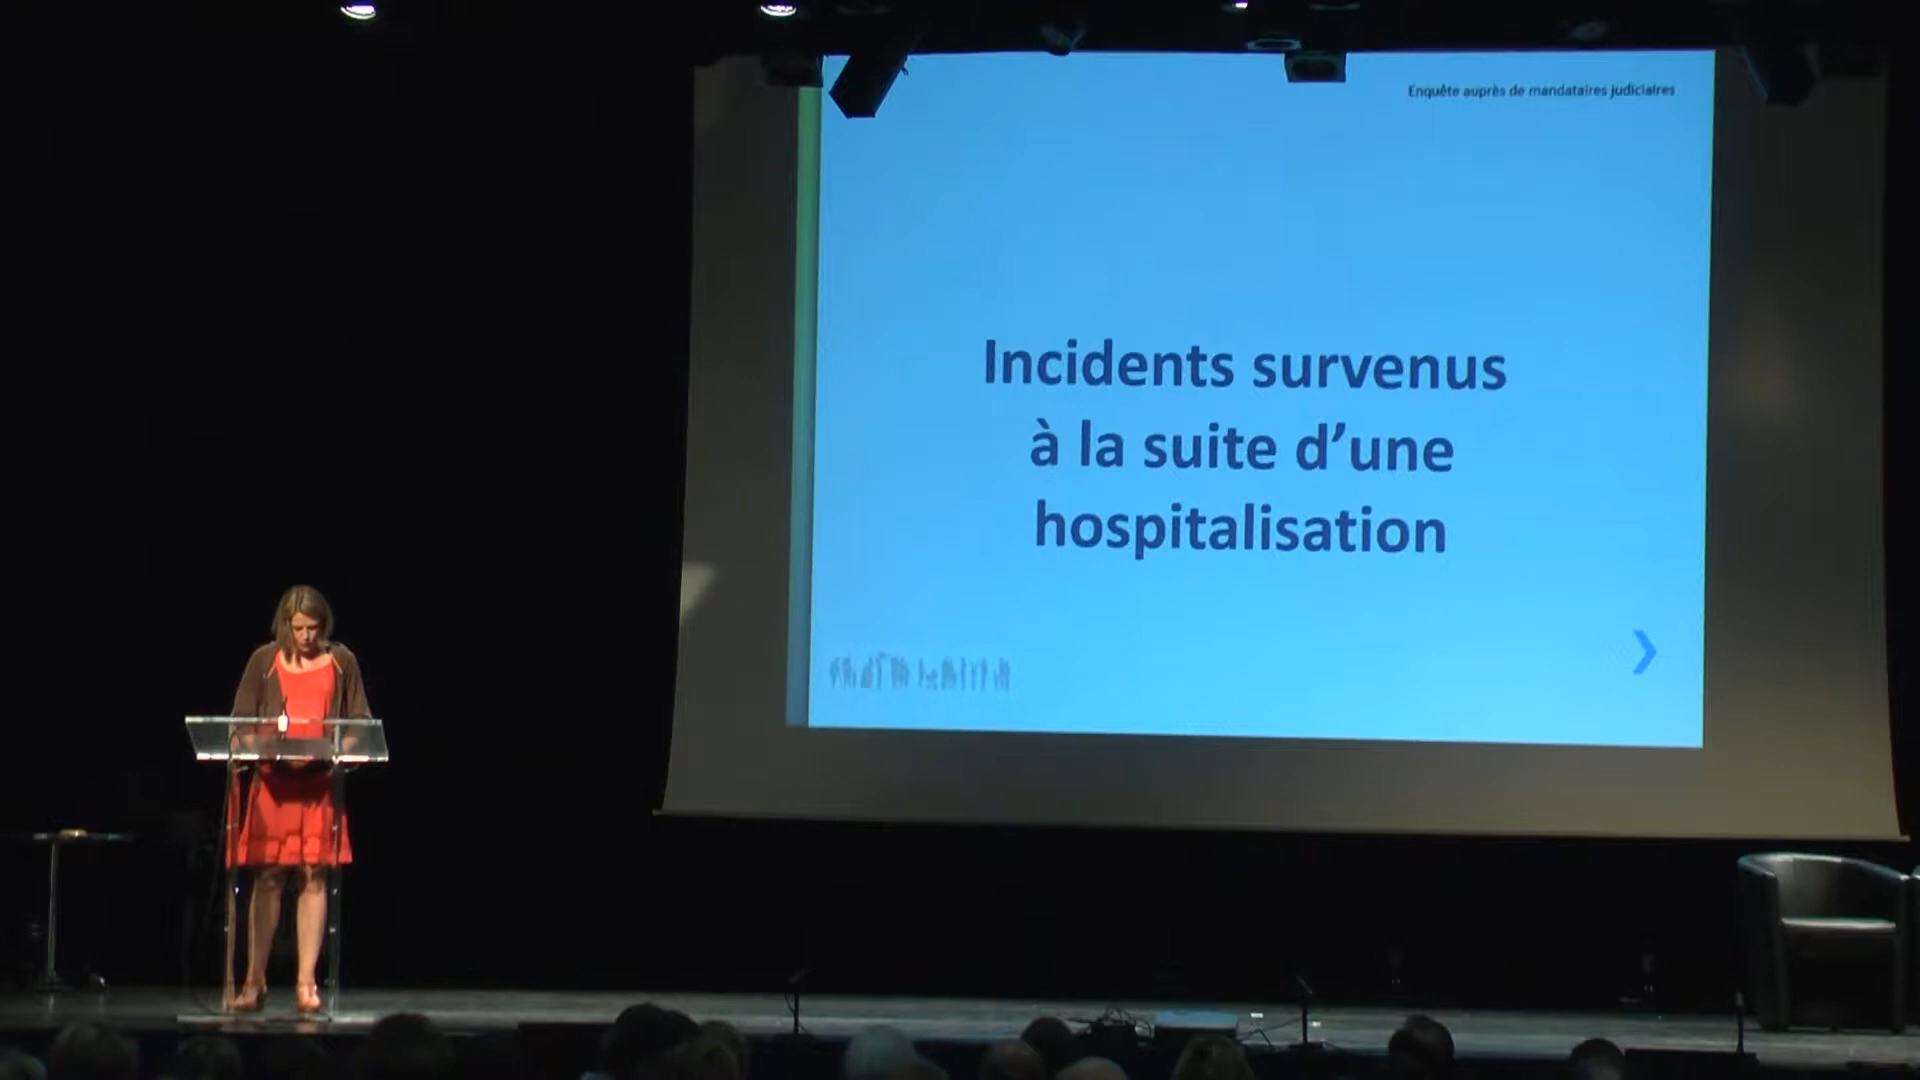 Enquête auprès de mandataires judiciaires
Incidents survenus
à la suite d’une
hospitalisation